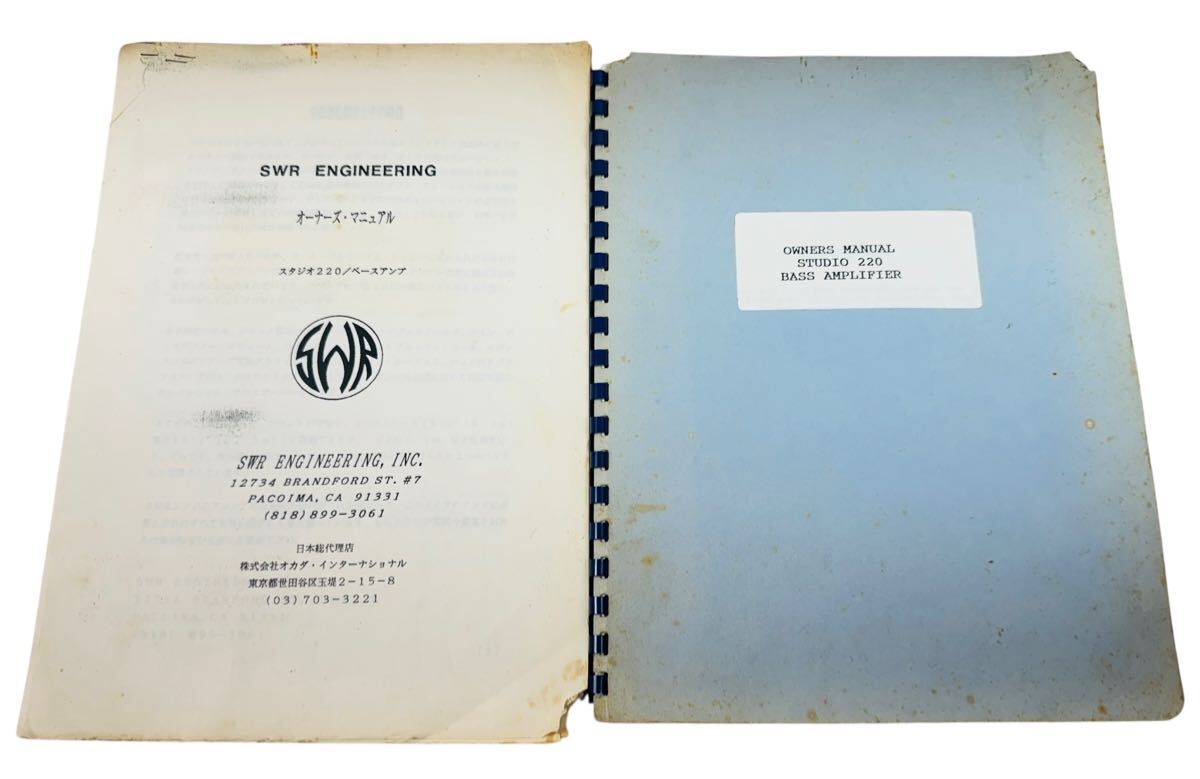 SWR ENGINEERING
オーナーズ・マニュアル
スタジオ220/ベースアンプ
SWR
SWR ENGINEERING, INC.
12734 BRANDFORD ST. #7
PACOIMA, CA 91331
(818)899-3061
日本総代理店
株式会社オカダ・インターナショナル
東京都世田谷区玉堤2-15-8
(03)703-3221
OWNERS MANUAL
STUDIO 220
BASS AMPLIFIER